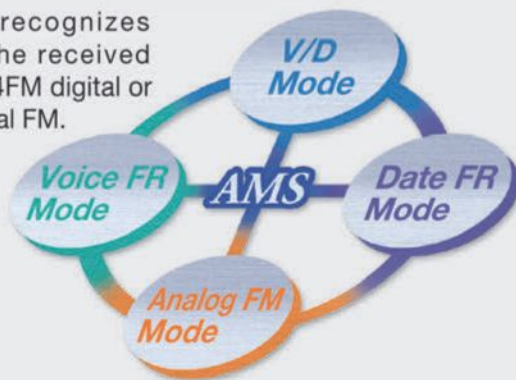 recognizes
he received
4FM digital or
al FM.
V/D
Mode
Voice FR
Mode
AMS
Date FR
Mode
Analog FM
Mode